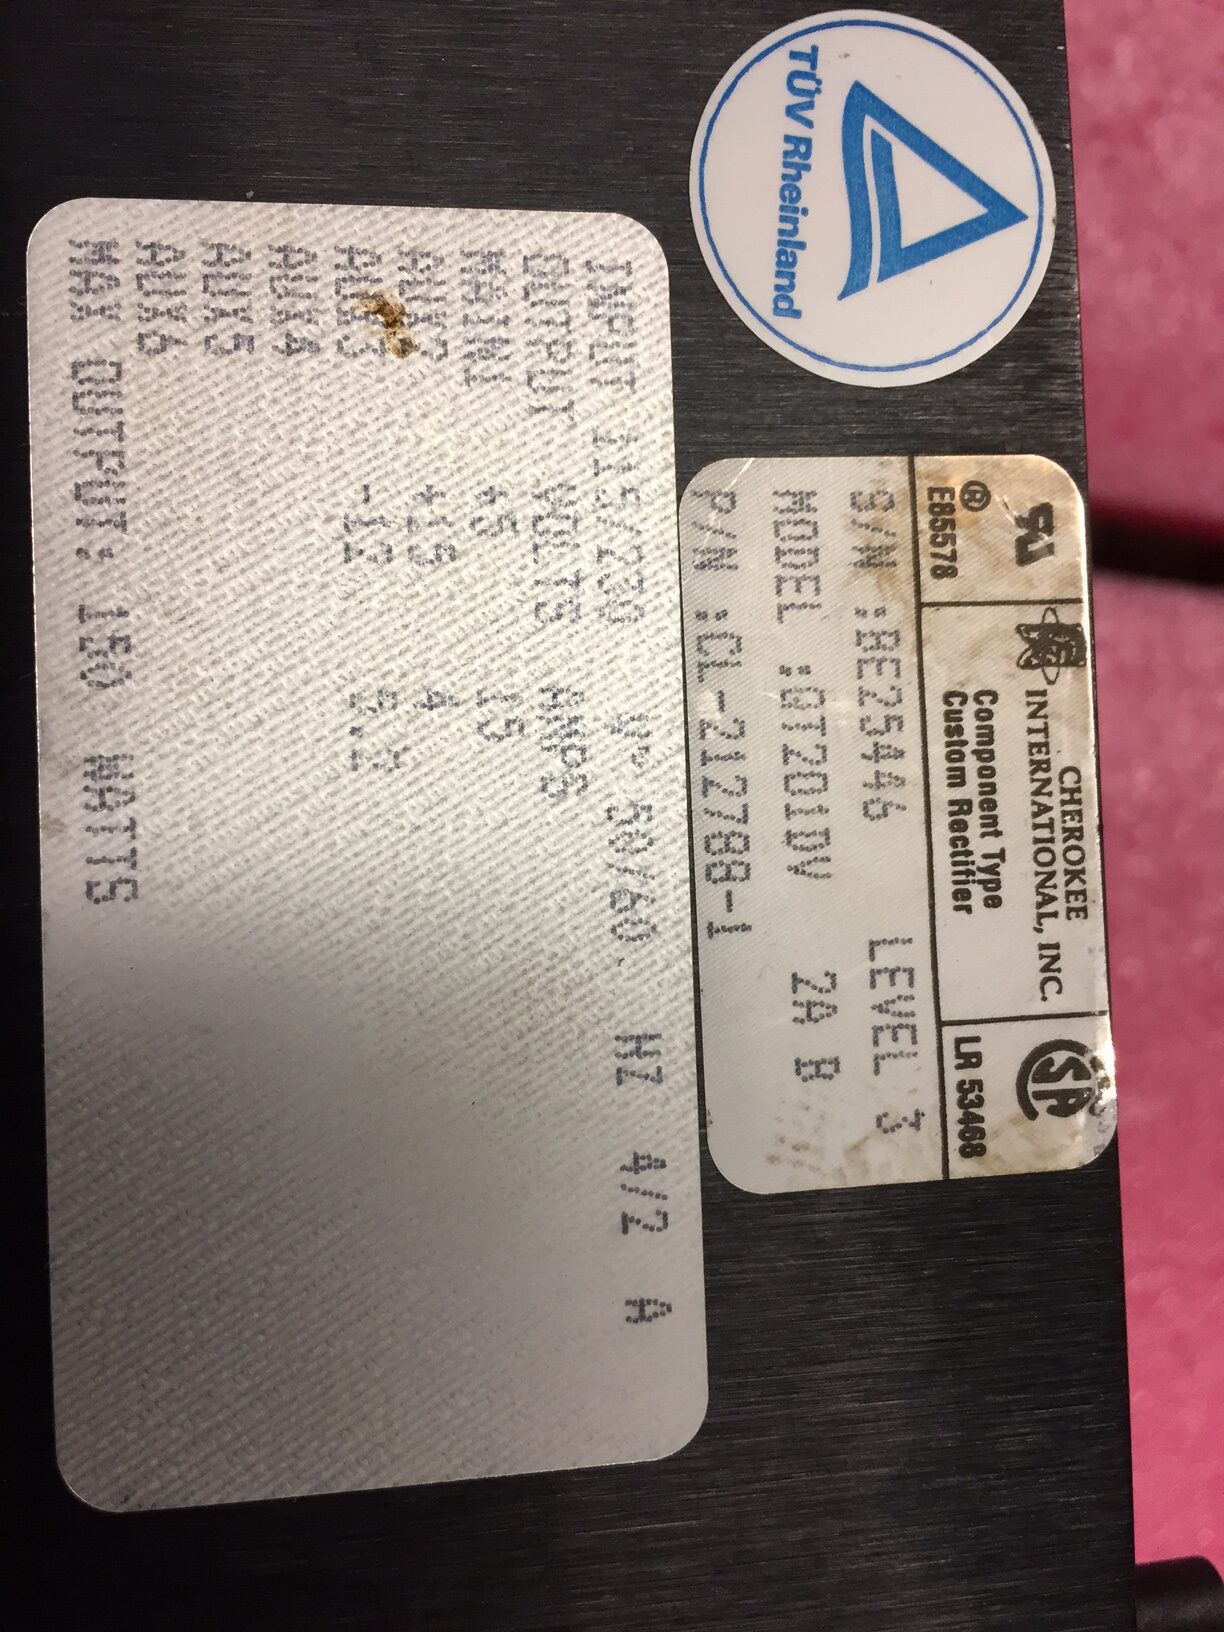 TÜV Rheinland
CHEROKEE
INTERNATIONAL, INC.
Component Type
Custom Rectifier
®
E85578
LR 53468
S/N :BE25446 LEVEL 3
MODEL :QT2D1DV 2A B
P/N :CL-212788-1
INPUT 115/230 V~ 50/60 HZ 4/2 A
OUTPUT VOLTS AMPS
MAIN1 +5 15
AUX2 +15 4
AUX3 -12 5.2
AUX4
AUX5
AUX6
MAX OUTPUT: 150 WATTS